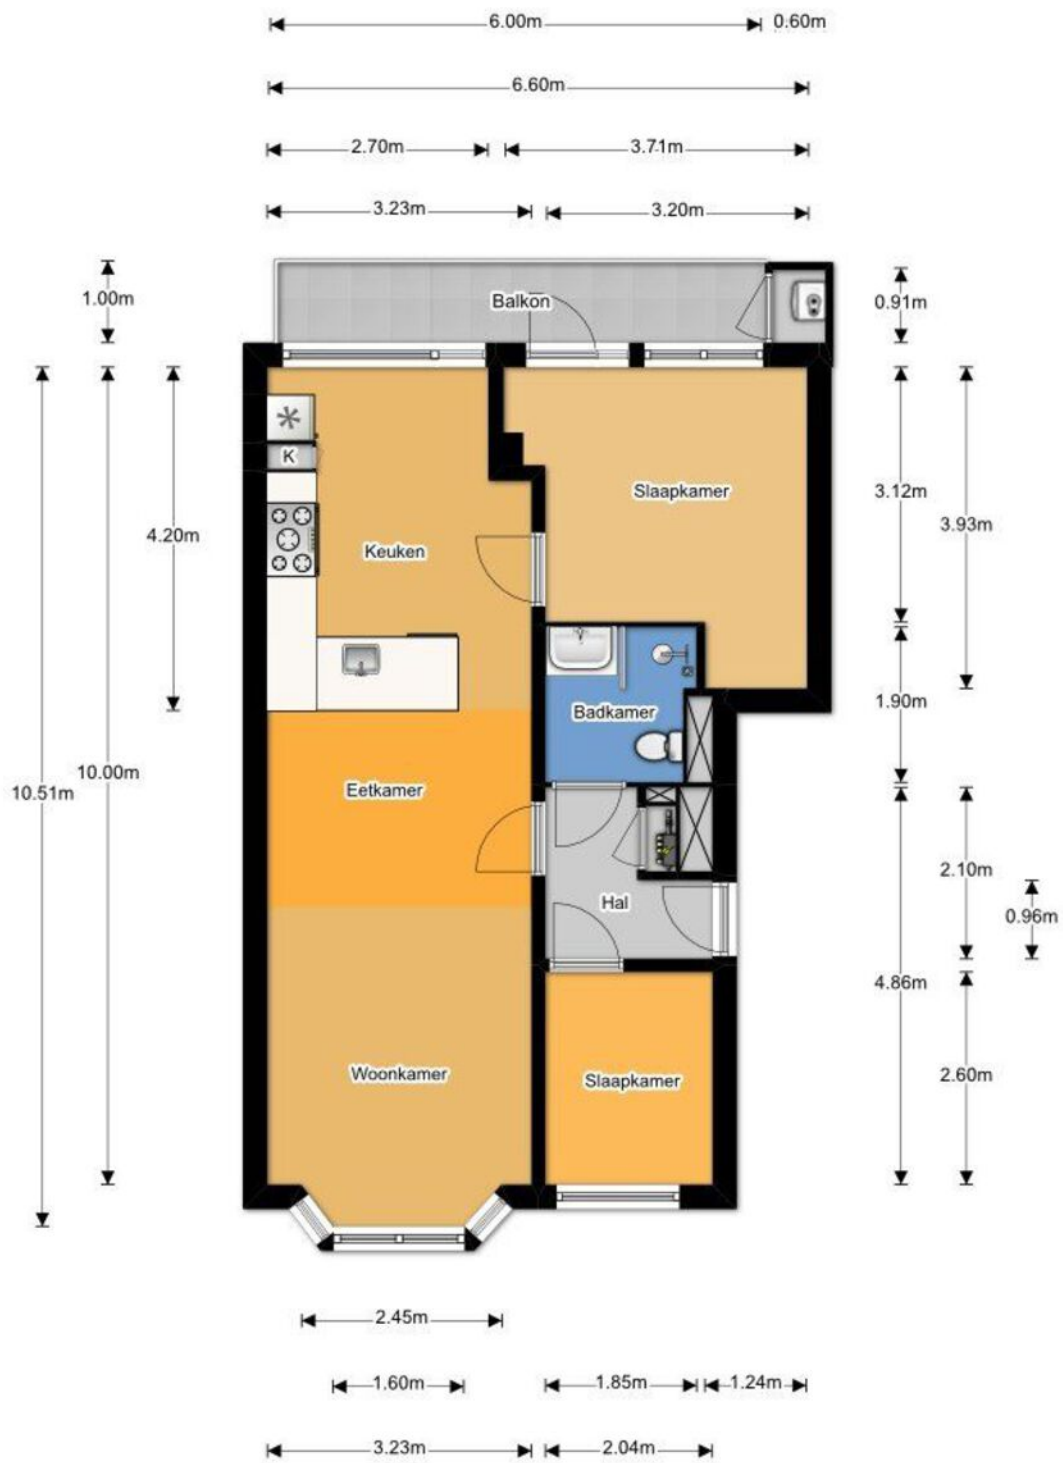 6.00m 0.60m
6.60m
2.70m 3.71m
3.23m 3.20m
1.00m Balkon 0.91m
K
Slaapkamer 3.12m
3.93m
4.20m
Keuken
1.90m
Badkamer
10.00m
10.51m
Eetkamer
2.10m
Hal
0.96m
4.86m
Woonkamer
Slaapkamer
2.60m
2.45m
1.60m 1.85m 1.24m
3.23m 2.04m